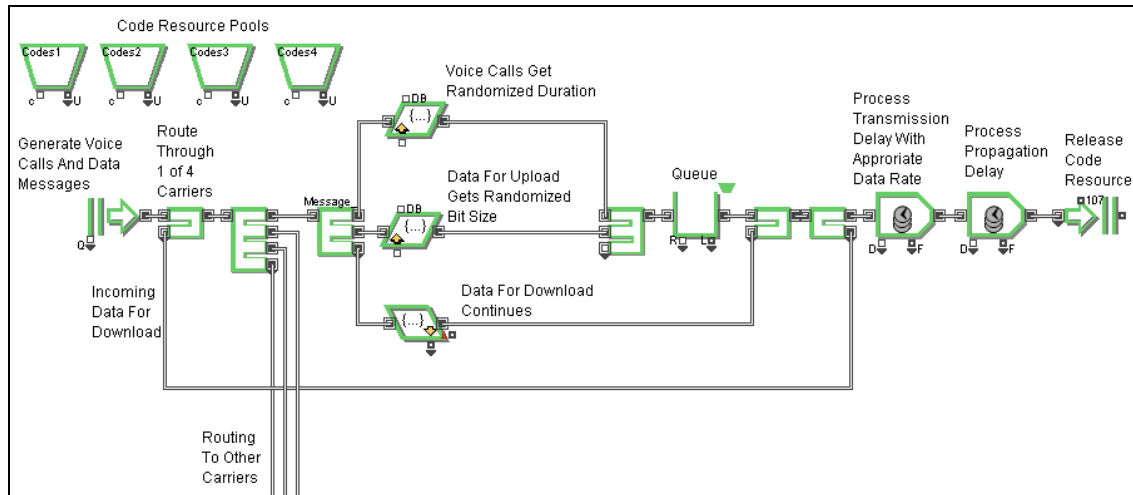 Code Resource Pools
Codes1
Codes2
Codes3
Codes4
c U
c U
c U
c U
Generate Voice
Calls And Data
Messages
Q
Route
Through
1 of 4
Carriers
Incoming
Data For
Download
Routing
To Other
Carriers
Message_
Voice Calls Get
Randomized Duration
DB
{...}
Data For Upload
Gets Randomized
Bit Size
DB
{...}
Data For Download
Continues
{...}
A
Queue
R L
Process
Transmission
Delay With
Approriate
Data Rate
D F
Process
Propagation
Delay
D F
Release
Code
Resource
107